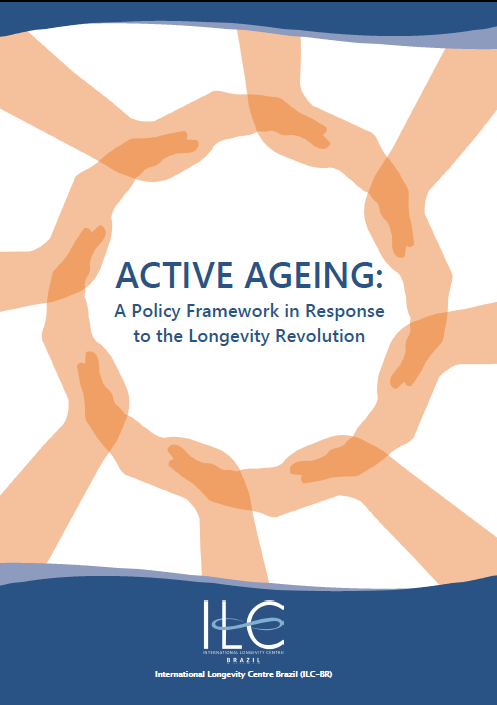 ACTIVE AGEING:
A Policy Framework in Response
to the Longevity Revolution
ILC
INTERNATIONAL LONGEVITY CENTRE
BRAZIL
International Longevity Centre Brazil (ILC-BR)